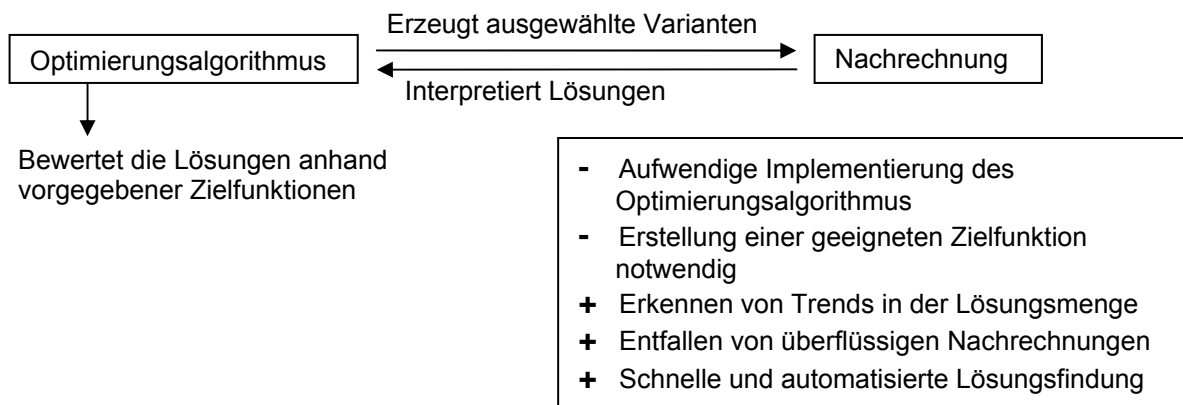 Erzeugt ausgewählte Varianten
Optimierungsalgorithmus
Nachrechnung
Interpretiert Lösungen
Bewertet die Lösungen anhand
vorgegebener Zielfunktionen
- Aufwendige Implementierung des
Optimierungsalgorithmus
- Erstellung einer geeigneten Zielfunktion
notwendig
+ Erkennen von Trends in der Lösungsmenge
+ Entfallen von überflüssigen Nachrechnungen
+ Schnelle und automatisierte Lösungsfindung